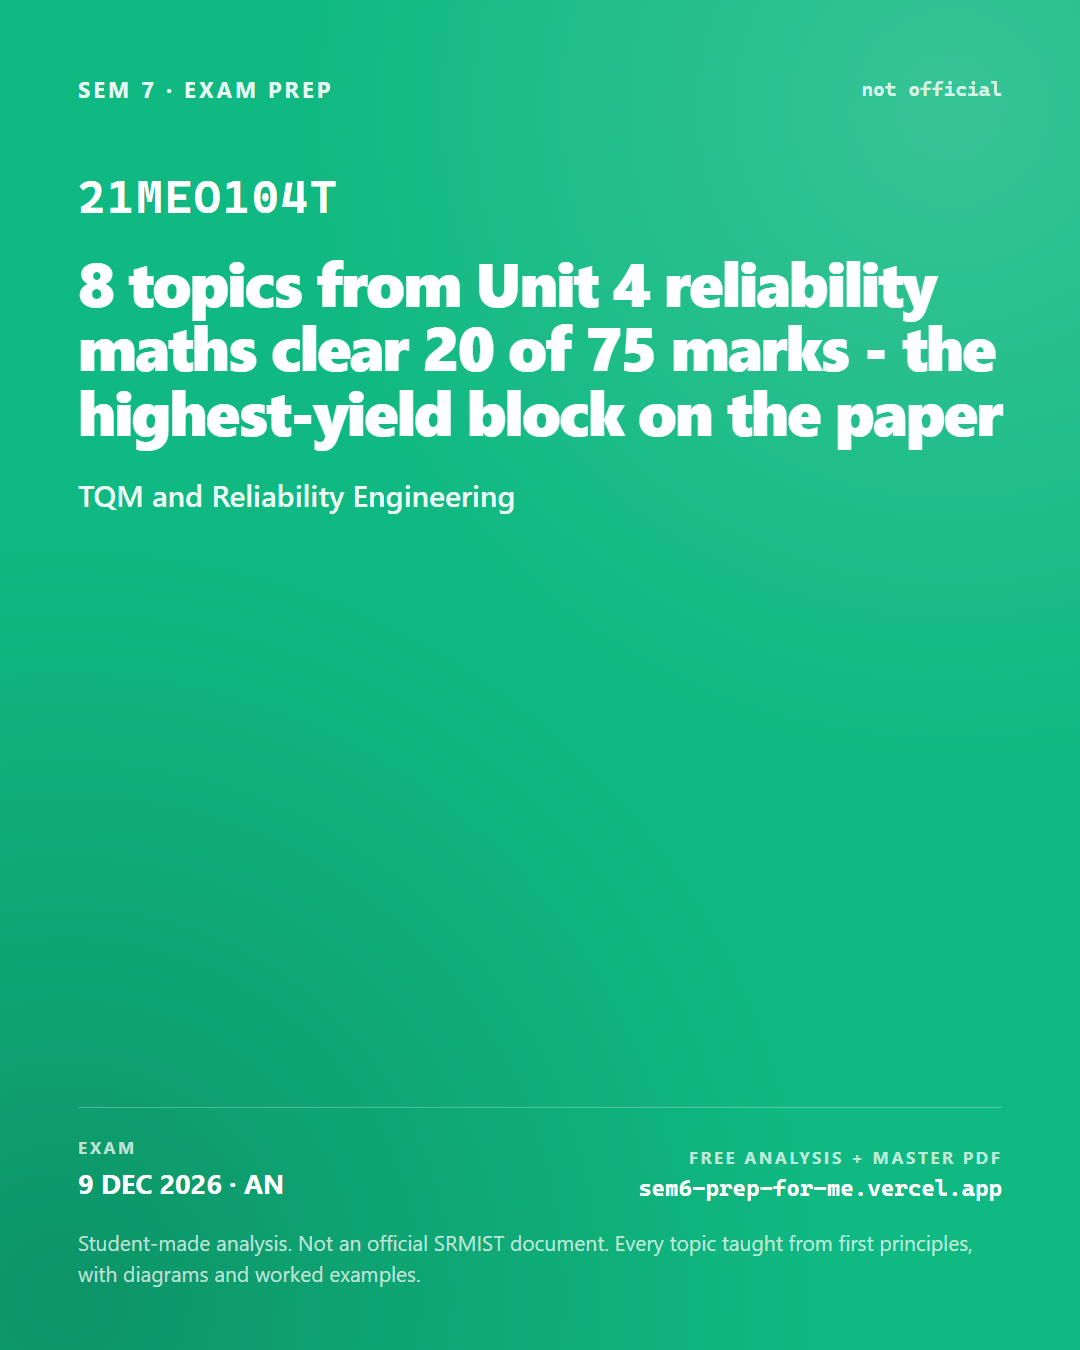 SEM 7 · EXAM PREP
not official
21MEO104T
8 topics from Unit 4 reliability
maths clear 20 of 75 marks - the
highest-yield block on the paper
TQM and Reliability Engineering
EXAM
9 DEC 2026 · AN
FREE ANALYSIS + MASTER PDF
sem6-prep-for-me.vercel.app
Student-made analysis. Not an official SRMIST document. Every topic taught from first principles,
with diagrams and worked examples.